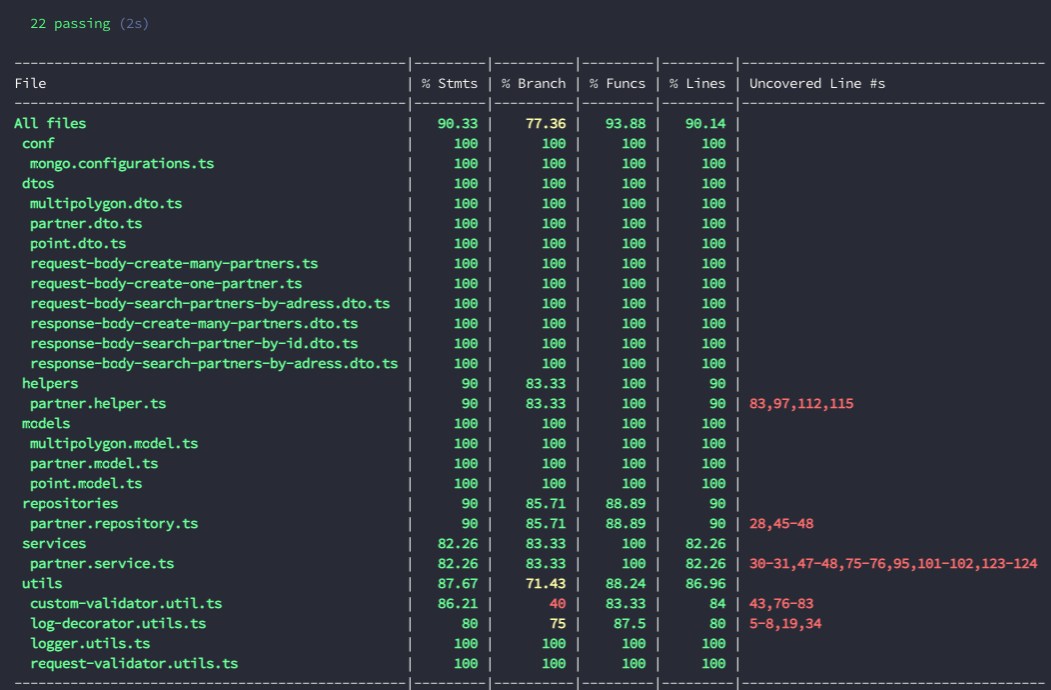 22 passing (2s)
File | % Stmts | % Branch | % Funcs | % Lines | Uncovered Line #s
All files | 90.33 | 77.36 | 93.88 | 90.14 |
conf | 100 | 100 | 100 | 100 |
mongo.configurations.ts | 100 | 100 | 100 | 100 |
dtos | 100 | 100 | 100 | 100 |
multipolygon.dto.ts | 100 | 100 | 100 | 100 |
partner.dto.ts | 100 | 100 | 100 | 100 |
point.dto.ts | 100 | 100 | 100 | 100 |
request-body-create-many-partners.ts | 100 | 100 | 100 | 100 |
request-body-create-one-partner.ts | 100 | 100 | 100 | 100 |
request-body-search-partners-by-adress.dto.ts | 100 | 100 | 100 | 100 |
response-body-create-many-partners.dto.ts | 100 | 100 | 100 | 100 |
response-body-search-partner-by-id.dto.ts | 100 | 100 | 100 | 100 |
response-body-search-partners-by-adress.dto.ts | 100 | 100 | 100 | 100 |
helpers | 90 | 83.33 | 100 | 90 |
partner.helper.ts | 90 | 83.33 | 100 | 90 | 83,97,112,115
models | 100 | 100 | 100 | 100 |
multipolygon.model.ts | 100 | 100 | 100 | 100 |
partner.model.ts | 100 | 100 | 100 | 100 |
point.model.ts | 100 | 100 | 100 | 100 |
repositories | 90 | 85.71 | 88.89 | 90 |
partner.repository.ts | 90 | 85.71 | 88.89 | 90 | 28,45-48
services | 82.26 | 83.33 | 100 | 82.26 |
partner.service.ts | 82.26 | 83.33 | 100 | 82.26 | 30-31,47-48,75-76,95,101-102,123-124
utils | 87.67 | 71.43 | 88.24 | 86.96 |
custom-validator.util.ts | 86.21 | 40 | 83.33 | 84 | 43,76-83
log-decorator.utils.ts | 80 | 75 | 87.5 | 80 | 5-8,19,34
logger.utils.ts | 100 | 100 | 100 | 100 |
request-validator.utils.ts | 100 | 100 | 100 | 100 |